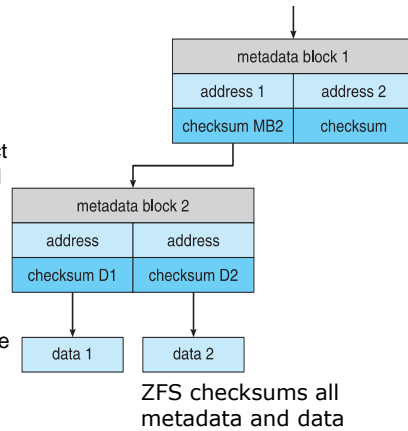 metadata block 1
address 1 address 2
checksum MB2 checksum
metadata block 2
address address
checksum D1 checksum D2
data 1 data 2
ZFS checksums all
metadata and data